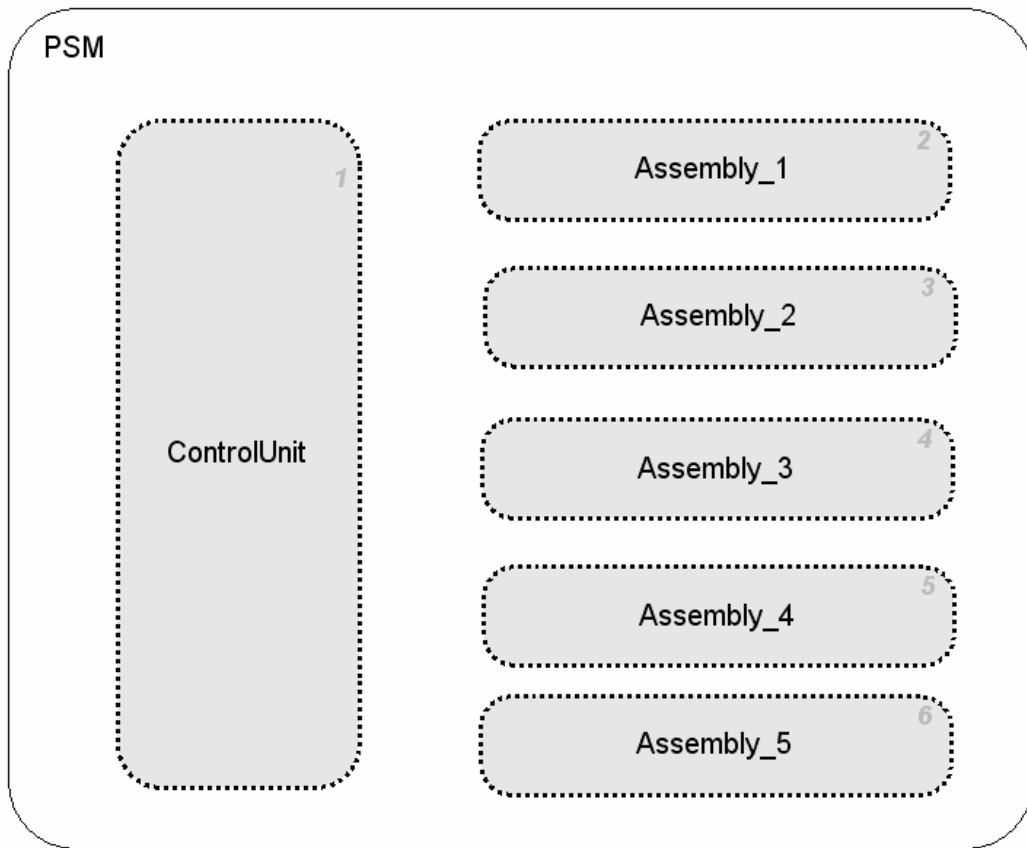 PSM
1
ControlUnit
2
Assembly_1
3
Assembly_2
4
Assembly_3
5
Assembly_4
6
Assembly_5